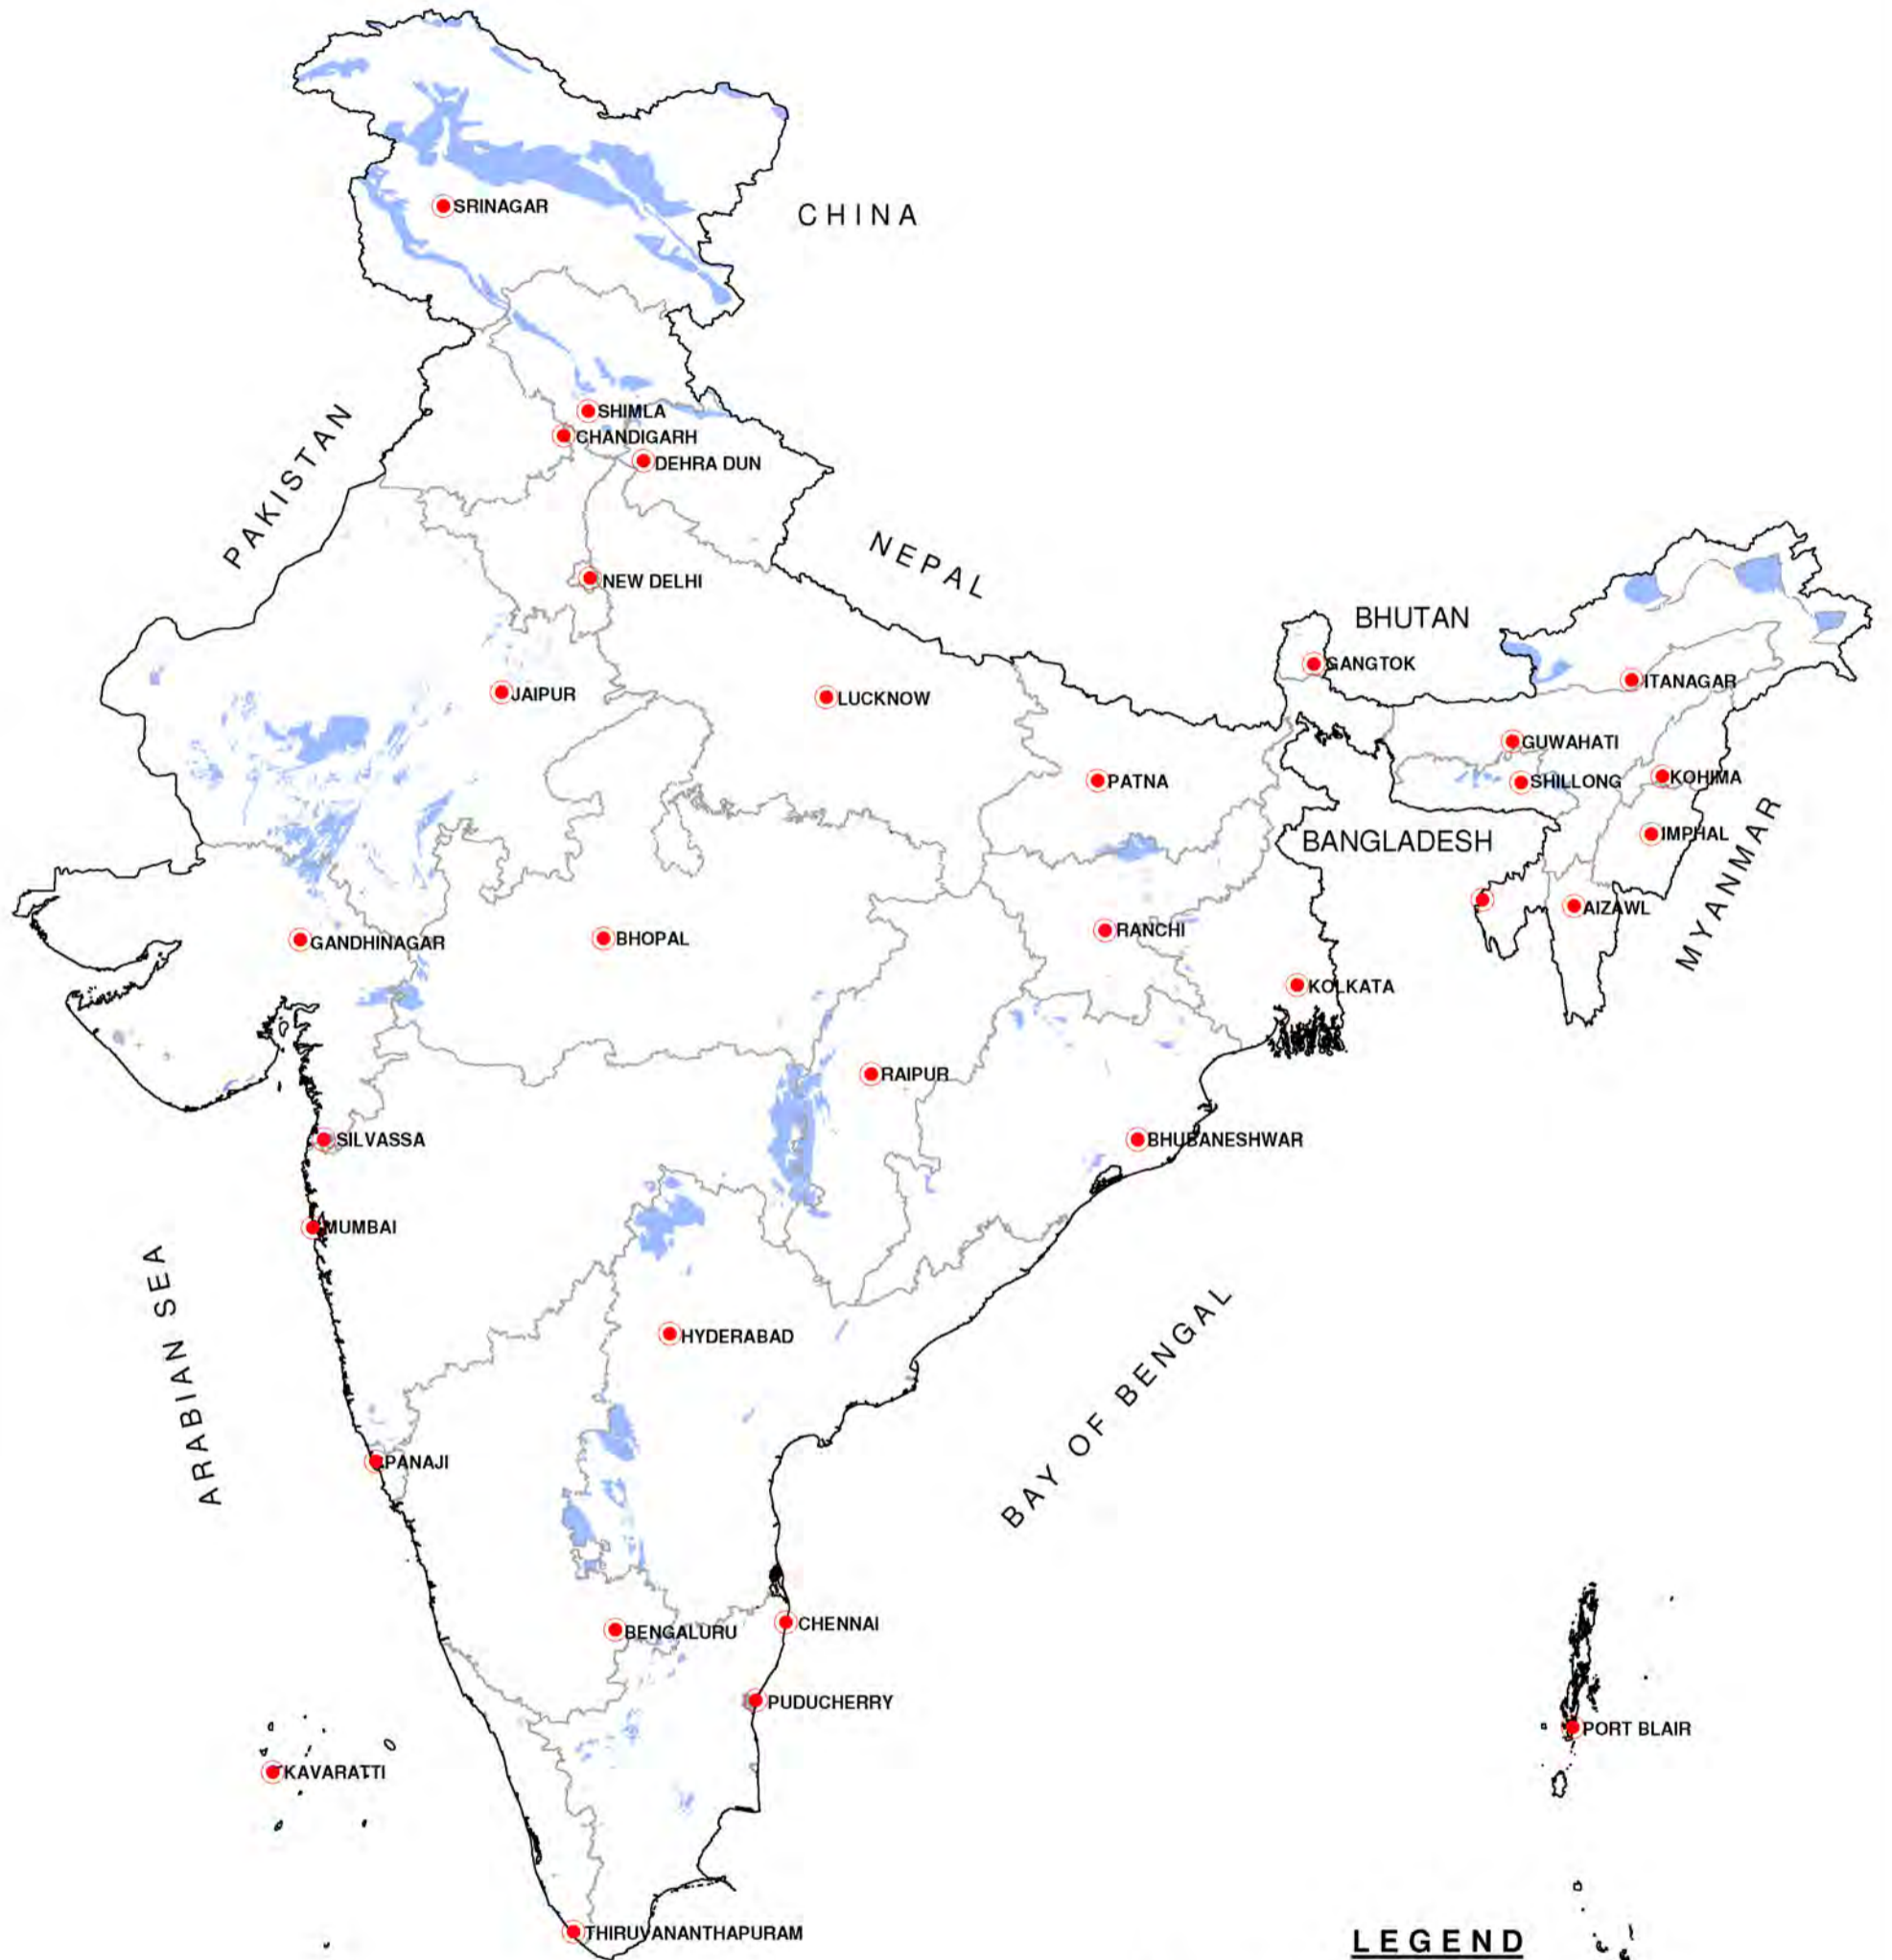 SRINAGAR
CHINA
SHIMLA
CHANDIGARH
DEHRA DUN
PAKISTAN
NEPAL
NEW DELHI
BHUTAN
GANGTOK
ITANAGAR
JAIPUR
LUCKNOW
GUWAHATI
PATNA
SHILLONG
KOHIMA
IMPHAL
BANGLADESH
MYANMAR
AIZAWL
GANDHINAGAR
BHOPAL
RANCHI
KOLKATA
RAIPUR
SILVASSA
BHUBANESHWAR
MUMBAI
ARABIAN SEA
HYDERABAD
BAY OF BENGAL
PANAJI
BENGALURU
CHENNAI
PUDUCHERRY
PORT BLAIR
KAVARATTI
THIRUVANANTHAPURAM
LEGEND